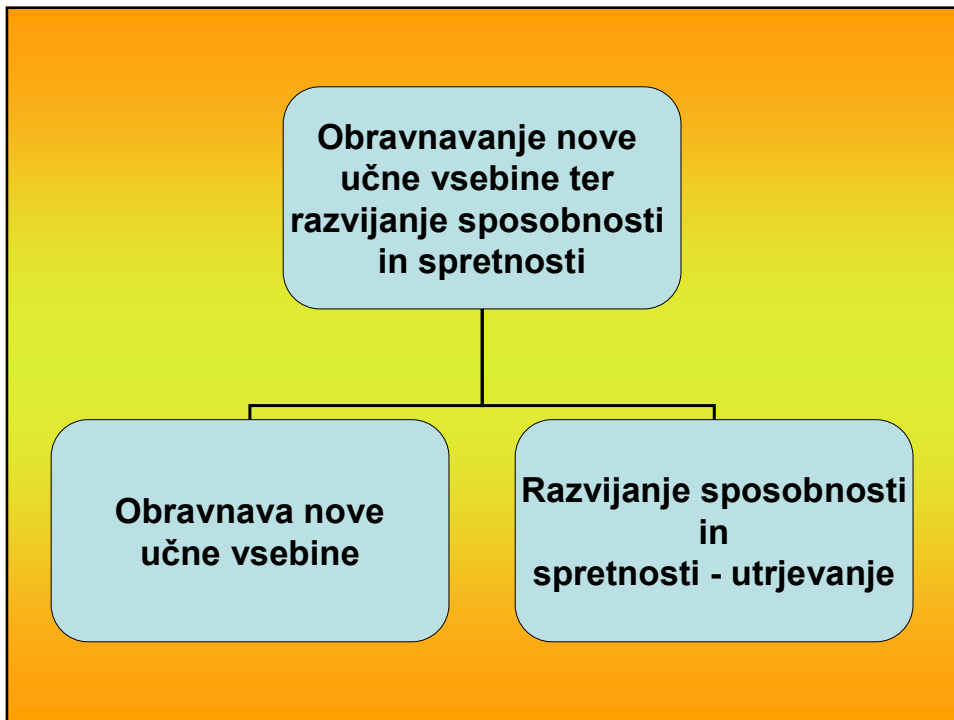 Obravnavanje nove
učne vsebine ter
razvijanje sposobnosti
in spretnosti
Obravnava nove
učne vsebine
Razvijanje sposobnosti
in
spretnosti - utrjevanje